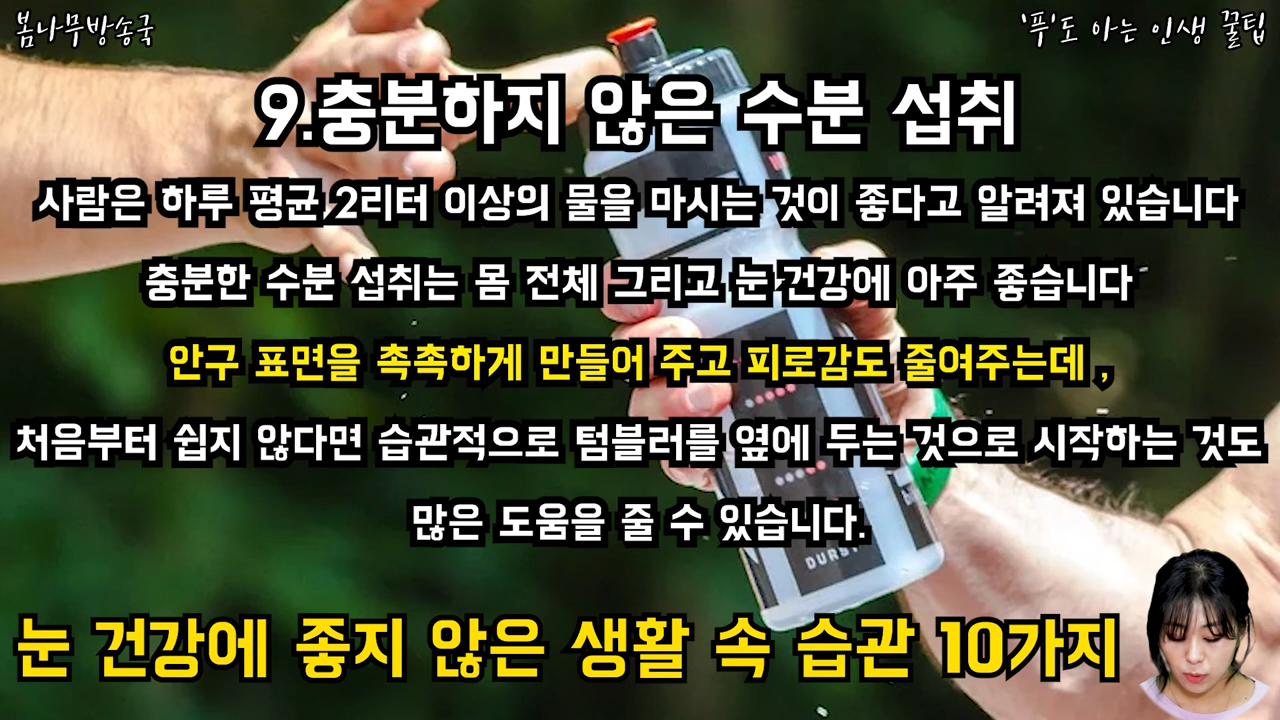 봄나무방송국
'푸'도 아는 인생 꿀팁
9.충분하지 않은 수분 섭취
사람은 하루 평균 2리터 이상의 물을 마시는 것이 좋다고 알려져 있습니다
충분한 수분 섭취는 몸 전체 그리고 눈 건강에 아주 좋습니다
안구 표면을 촉촉하게 만들어 주고 피로감도 줄여주는데 ,
처음부터 쉽지 않다면 습관적으로 텀블러를 옆에 두는 것으로 시작하는 것도
많은 도움을 줄 수 있습니다.
눈 건강에 좋지 않은 생활 속 습관 10가지